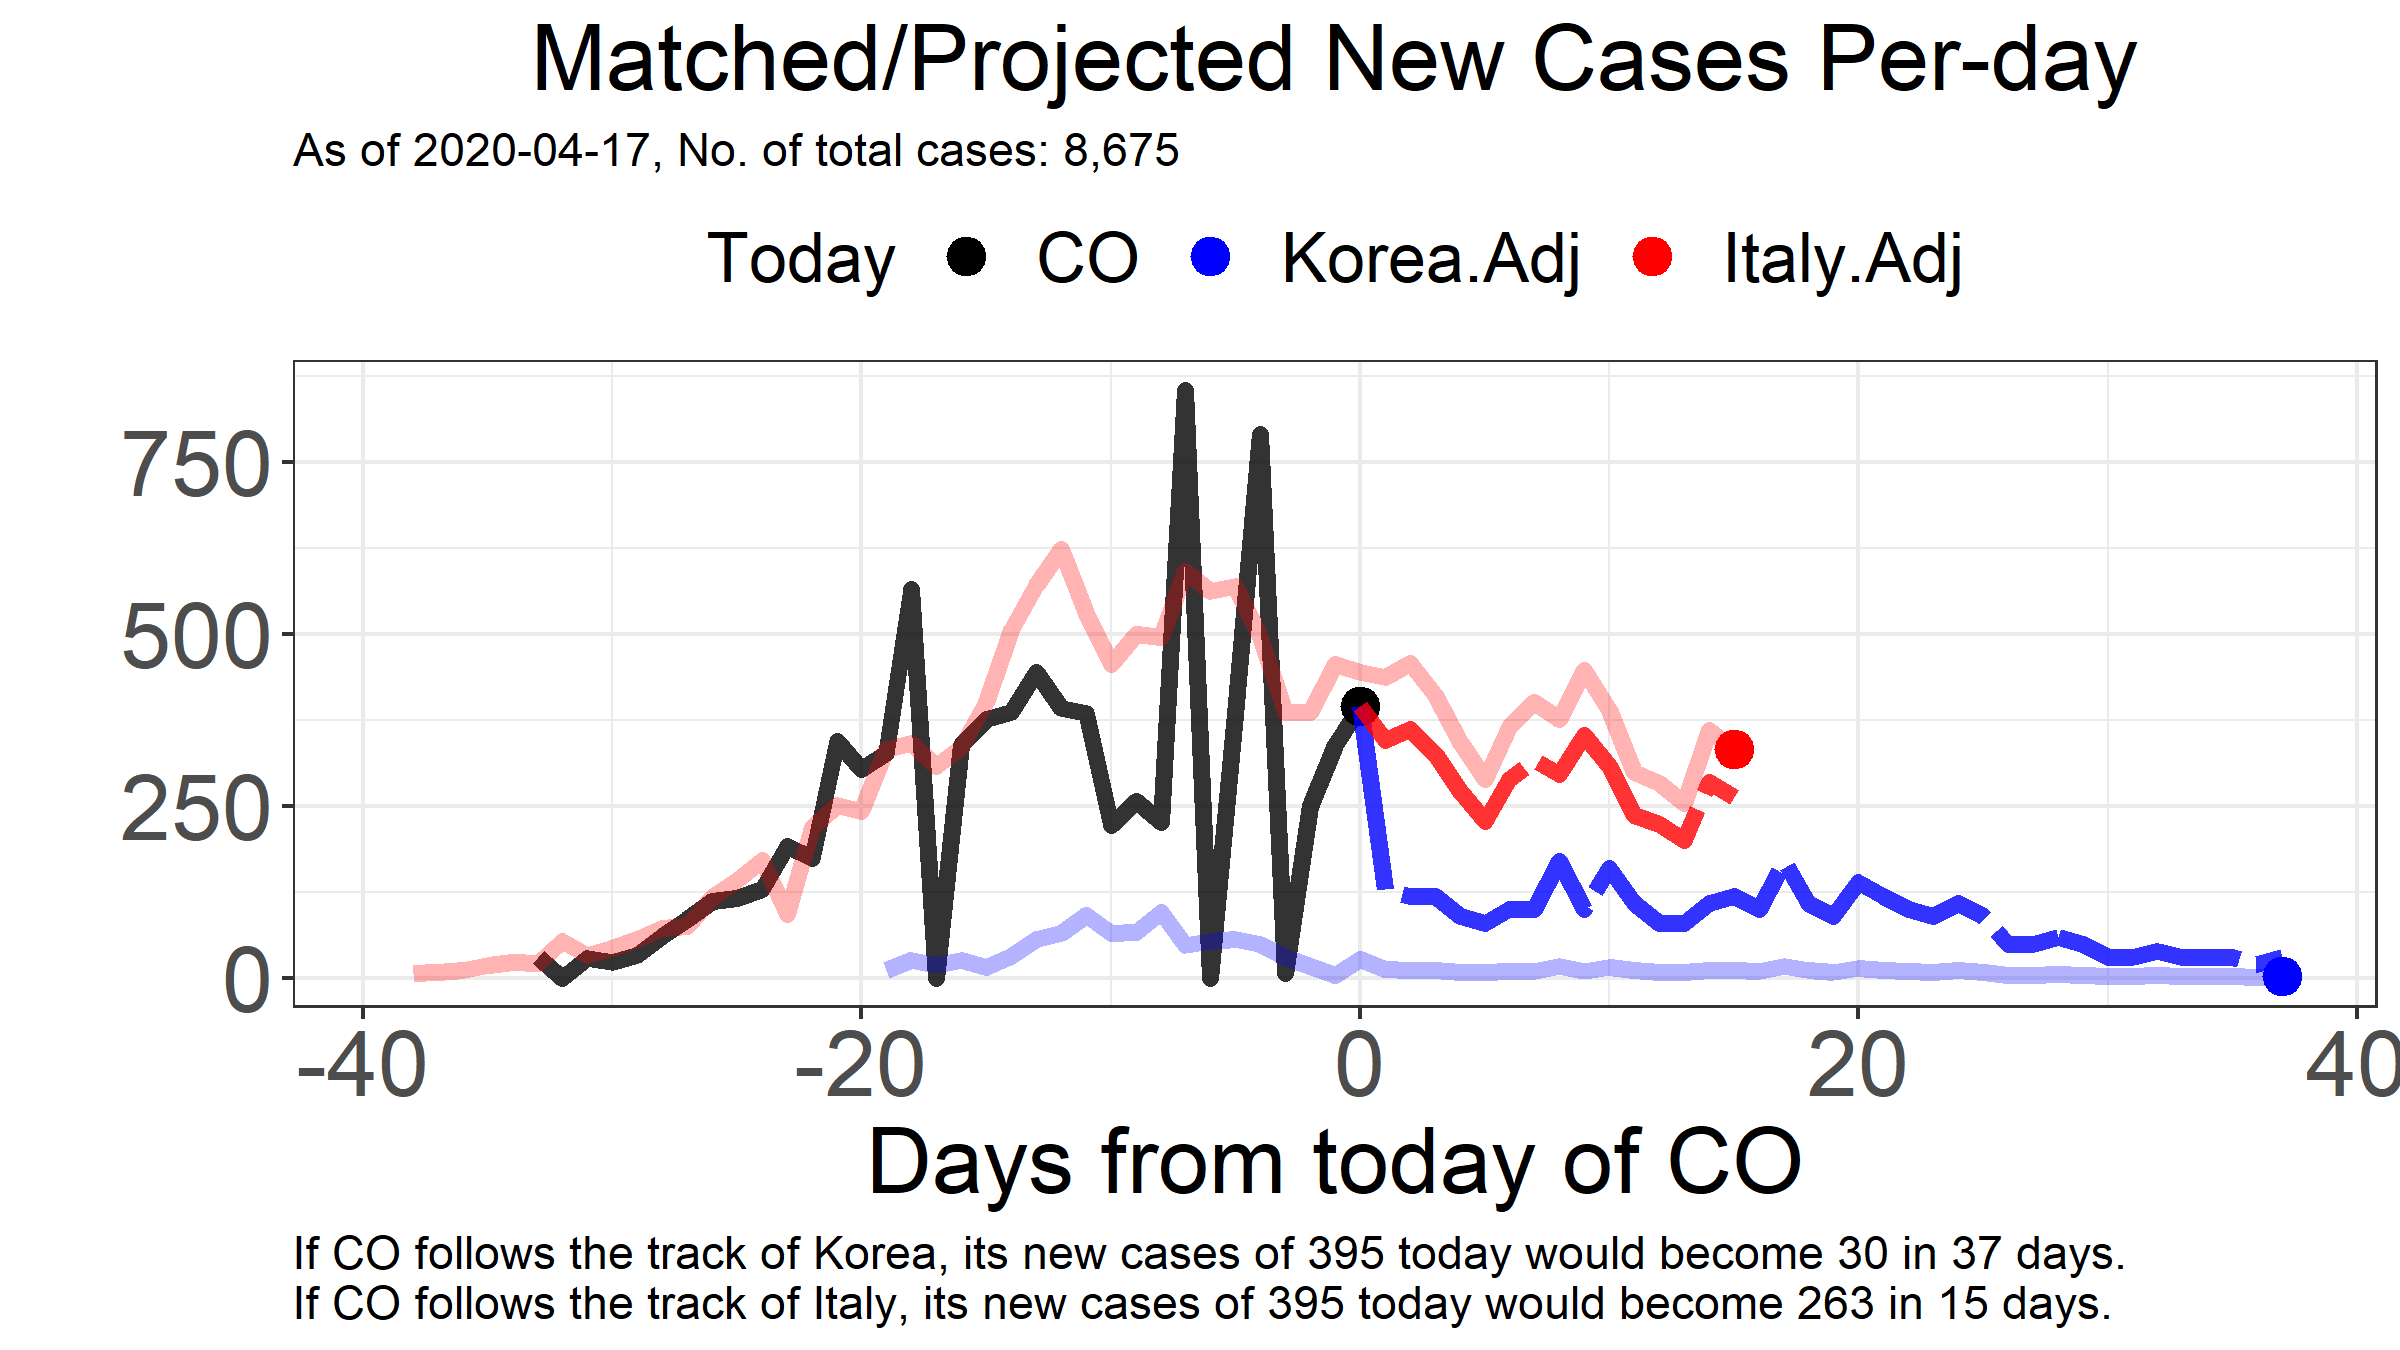 Matched/Projected New Cases Per-day
As of 2020-04-17, No. of total cases: 8,675
Today CO Korea.Adj Italy.Adj
750
500
250
0
-40 -20 0 20 40
Days from today of CO
If CO follows the track of Korea, its new cases of 395 today would become 30 in 37 days.
If CO follows the track of Italy, its new cases of 395 today would become 263 in 15 days.